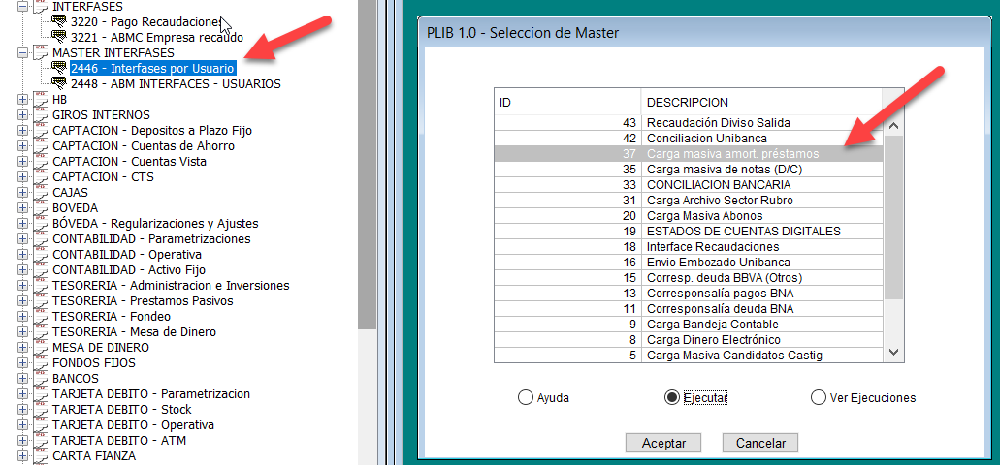 INTERFASES
3220 - Pago Recaudaciones
3221 - ABMC Empresa recaudo
MASTER INTERFASES
2446 - Interfases por Usuario
2448 - ABM INTERFACES - USUARIOS
HB
GIROS INTERNOS
CAPTACION - Depositos a Plazo Fijo
CAPTACION - Cuentas de Ahorro
CAPTACION - Cuentas Vista
CAPTACION - CTS
CAJAS
BOVEDA
BÓVEDA - Regularizaciones y Ajustes
CONTABILIDAD - Parametrizaciones
CONTABILIDAD - Operativa
CONTABILIDAD - Activo Fijo
TESORERIA - Administracion e Inversiones
TESORERIA - Prestamos Pasivos
TESORERIA - Fondeo
TESORERIA - Mesa de Dinero
MESA DE DINERO
FONDOS FIJOS
BANCOS
TARJETA DEBITO - Parametrizacion
TARJETA DEBITO - Stock
TARJETA DEBITO - Operativa
TARJETA DEBITO - ATM
CARTA FIANZA
PLIB 1.0 - Seleccion de Master
ID DESCRIPCION
43 Recaudación Diviso Salida
42 Conciliacion Unibanca
37 Carga masiva amort. préstamos
35 Carga masiva de notas (D/C)
33 CONCILIACION BANCARIA
31 Carga Archivo Sector Rubro
20 Carga Masiva Abonos
19 ESTADOS DE CUENTAS DIGITALES
18 Interface Recaudaciones
16 Envio Embozado Unibanca
15 Corresp. deuda BBVA (Otros)
13 Corresponsalía pagos BNA
11 Corresponsalía deuda BNA
9 Carga Bandeja Contable
8 Carga Dinero Electrónico
5 Carga Masiva Candidatos Castig
Ayuda Ejecutar Ver Ejecuciones
Aceptar Cancelar